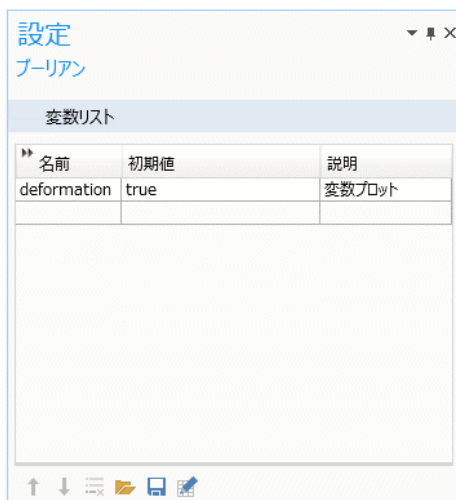 設定
ブーリアン
変数リスト
名前 初期値 説明
deformation true 変数プロット